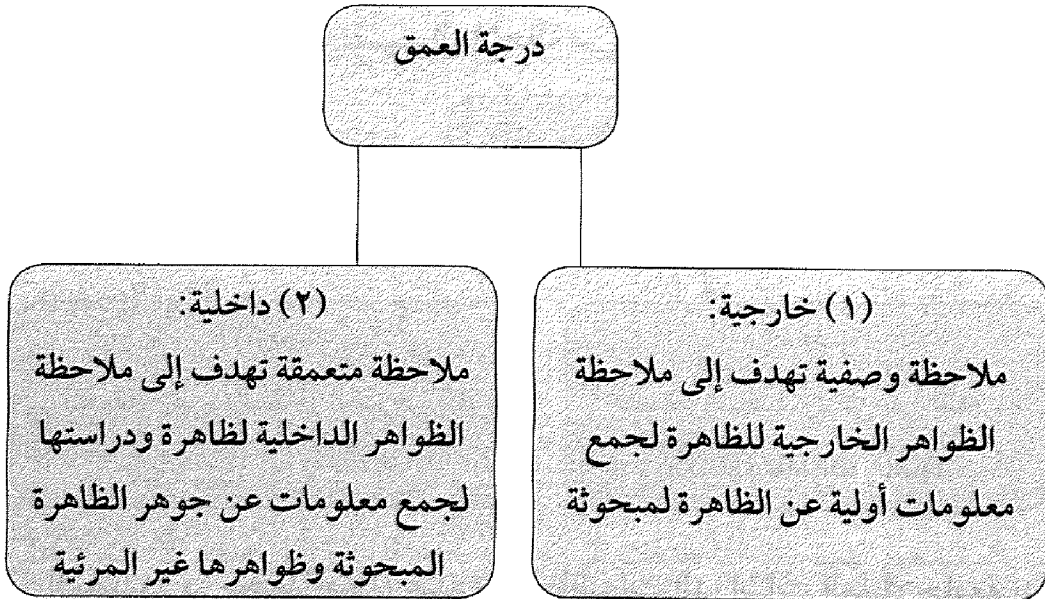 درجة العمق
(١) خارجية:
ملاحظة وصفية تهدف إلى ملاحظة
الظواهر الخارجية للظاهرة لجمع
معلومات أولية عن الظاهرة لمبحوثة
(٢) داخلية:
ملاحظة متعمقة تهدف إلى ملاحظة
الظواهر الداخلية لظاهرة ودراستها
لجمع معلومات عن جوهر الظاهرة
المبحوثة وظواهرها غير المرئية